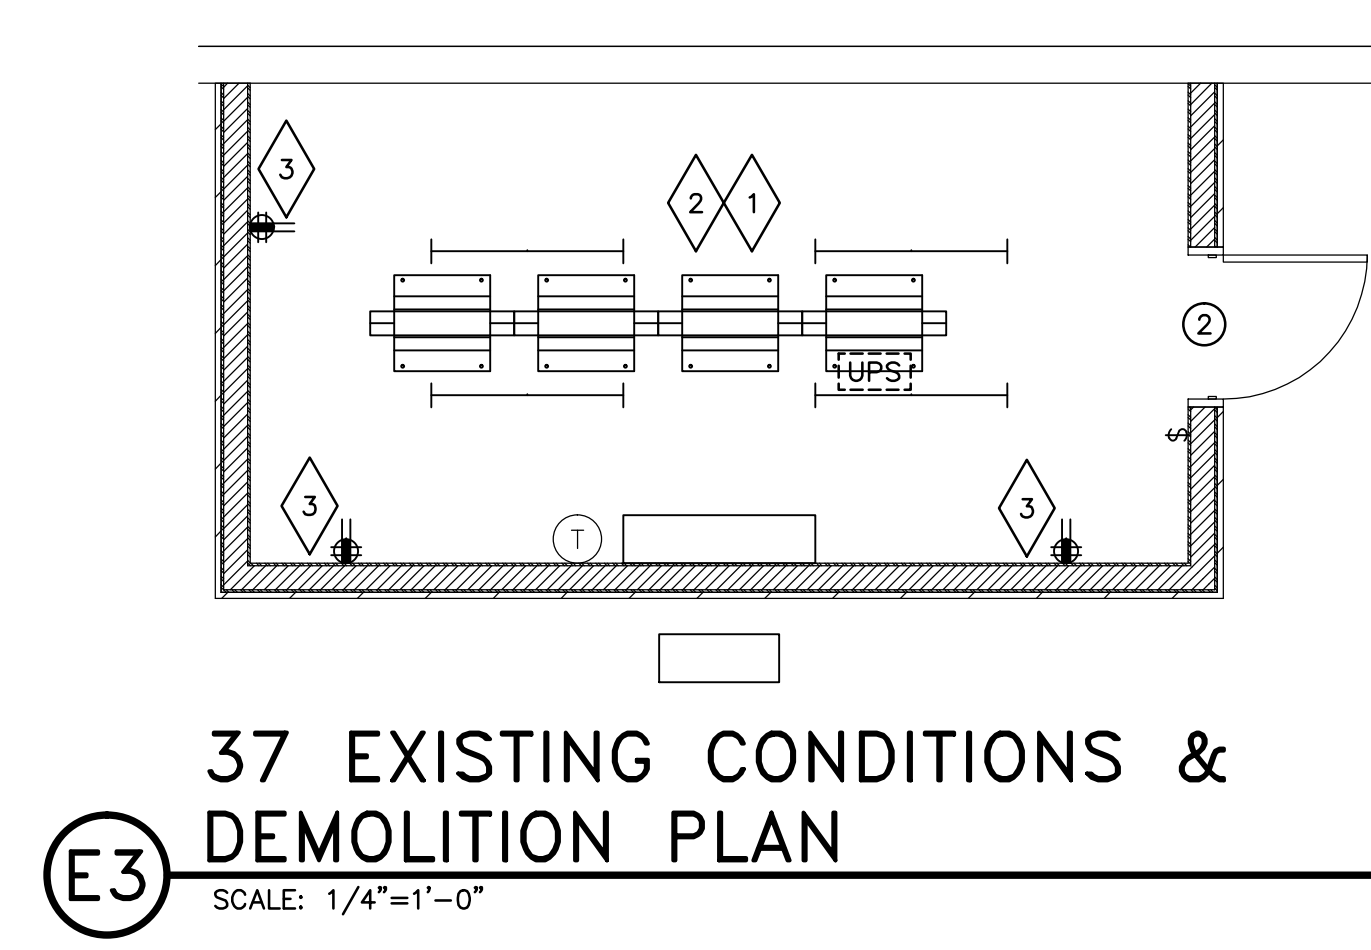 3
2 1
UPS
2
$
3
T
3
37 EXISTING CONDITIONS &
DEMOLITION PLAN
E3
SCALE: 1/4"=1'-0"